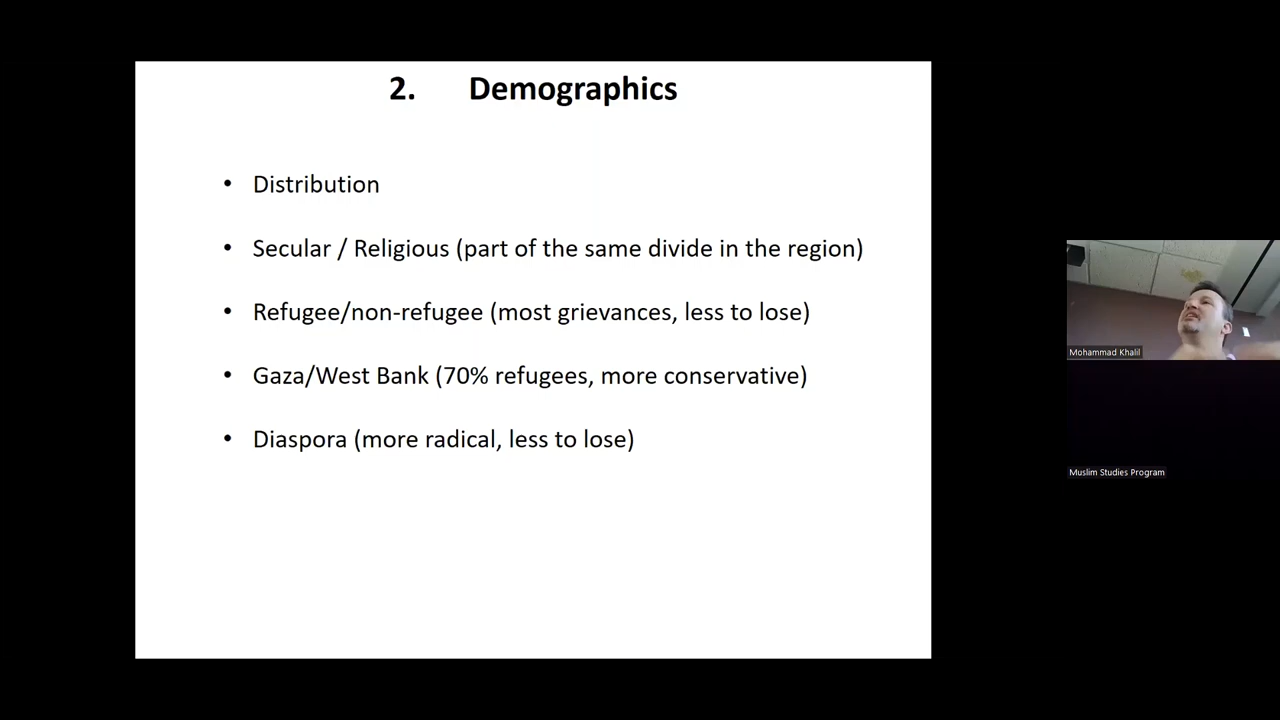 2. Demographics
• Distribution
• Secular / Religious (part of the same divide in the region)
• Refugee/non-refugee (most grievances, less to lose)
• Gaza/West Bank (70% refugees, more conservative)
• Diaspora (more radical, less to lose)
Mohammad Khalil
Muslim Studies Program